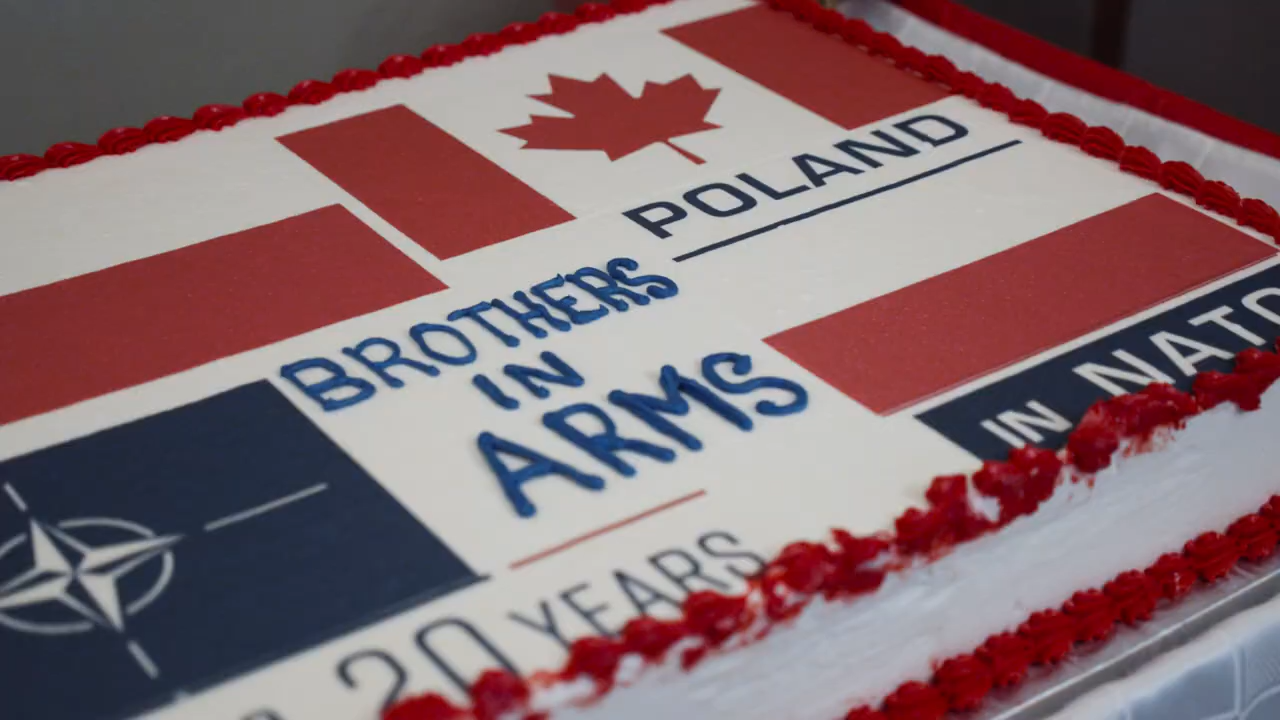 POLAND
BROTHERS
IN
ARMS
IN NATO
20 YEARS